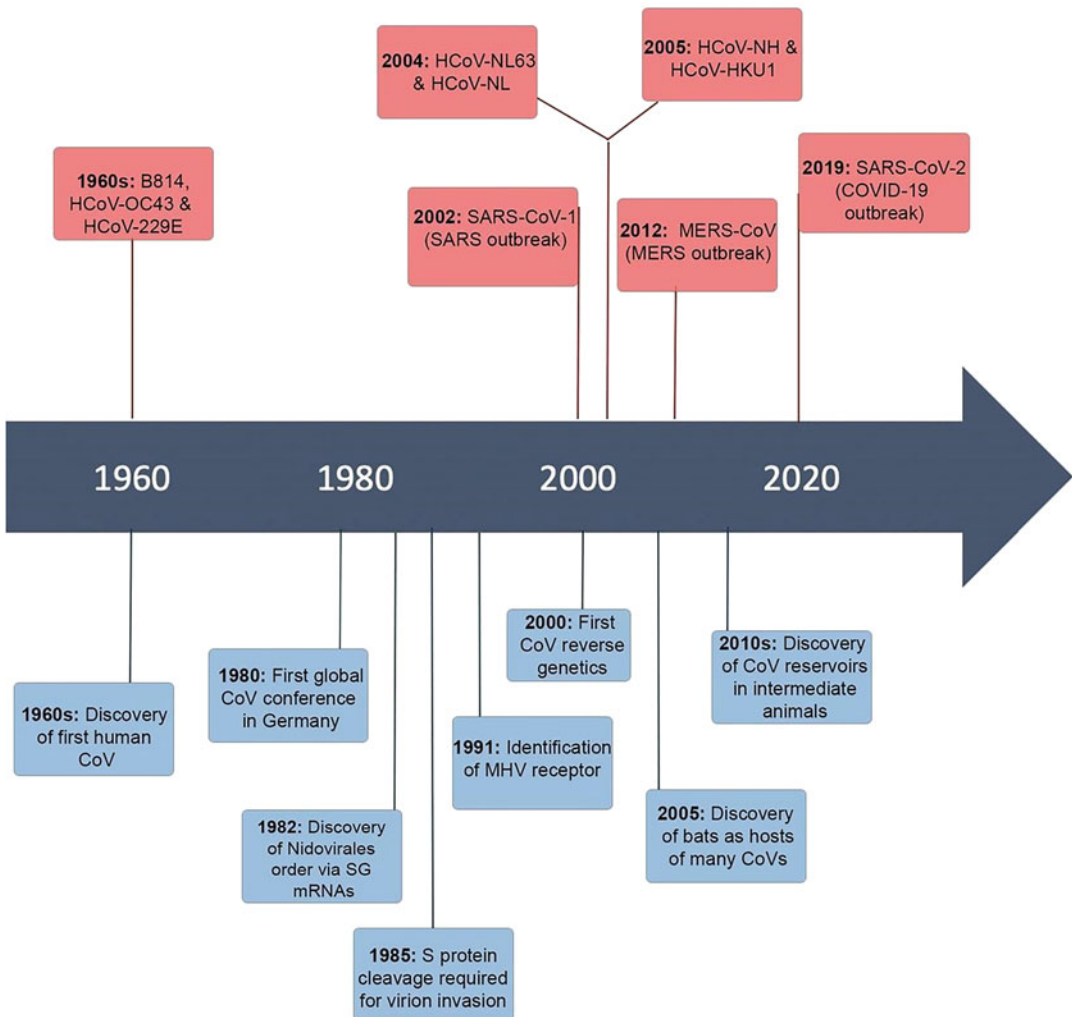 2004: HCoV-NL63
& HCoV-NL
2005: HCoV-NH &
HCoV-HKU1
1960s: B814,
HCoV-OC43 &
HCoV-229E
2002: SARS-CoV-1
(SARS outbreak)
2012: MERS-CoV
(MERS outbreak)
2019: SARS-CoV-2
(COVID-19
outbreak)
1960
1980
2000
2020
1960s: Discovery
of first human
CoV
1980: First global
CoV conference
in Germany
1982: Discovery
of Nidovirales
order via SG
mRNAs
1985: S protein
cleavage required
for virion invasion
1991: Identification
of MHV receptor
2000: First
CoV reverse
genetics
2005: Discovery
of bats as hosts
of many CoVs
2010s: Discovery
of CoV reservoirs
in intermediate
animals